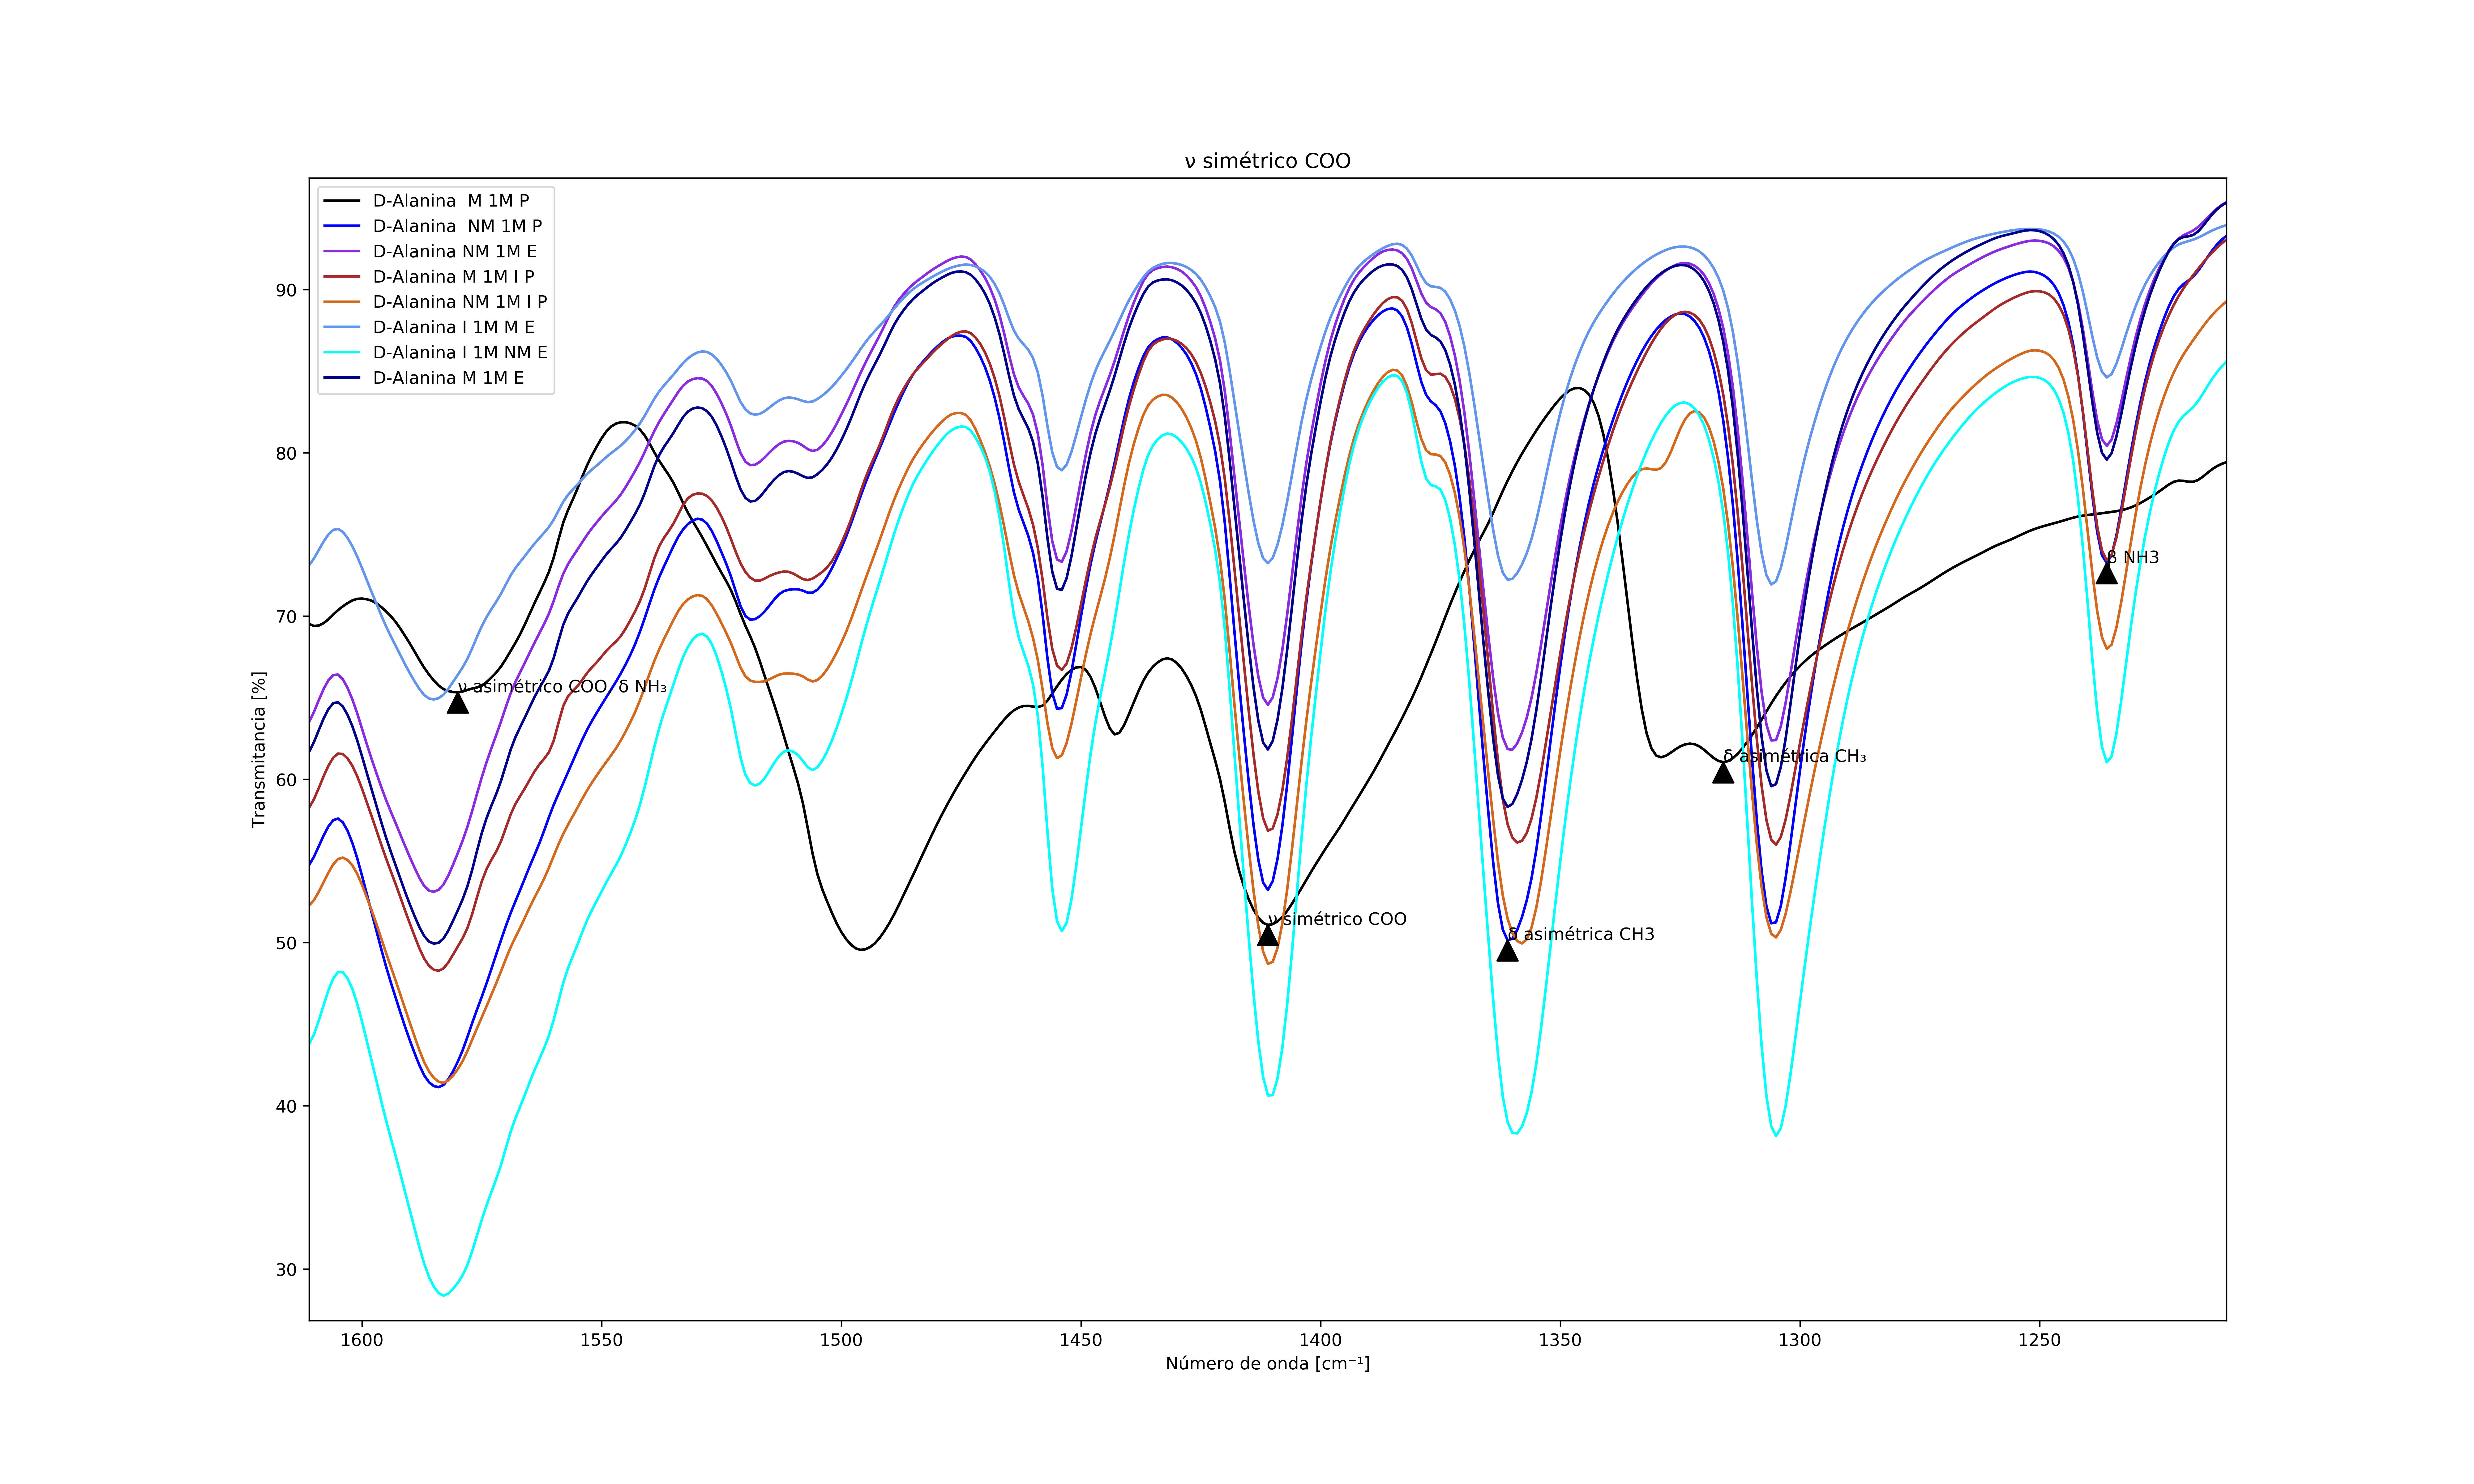 ν simétrico COO
D-Alanina  M 1M P
D-Alanina  NM 1M P
D-Alanina NM 1M E
D-Alanina M 1M I P
D-Alanina NM 1M I P
D-Alanina I 1M M E
D-Alanina I 1M NM E
D-Alanina M 1M E
Transmitancia [%]
90
80
70
60
50
40
30
ß NH3
ν asimétrico COO, δ NH₃
δ asimétrica CH₃
ν simétrico COO
δ asimétrica CH3
1600 1550 1500 1450 1400 1350 1300 1250
Número de onda [cm⁻¹]